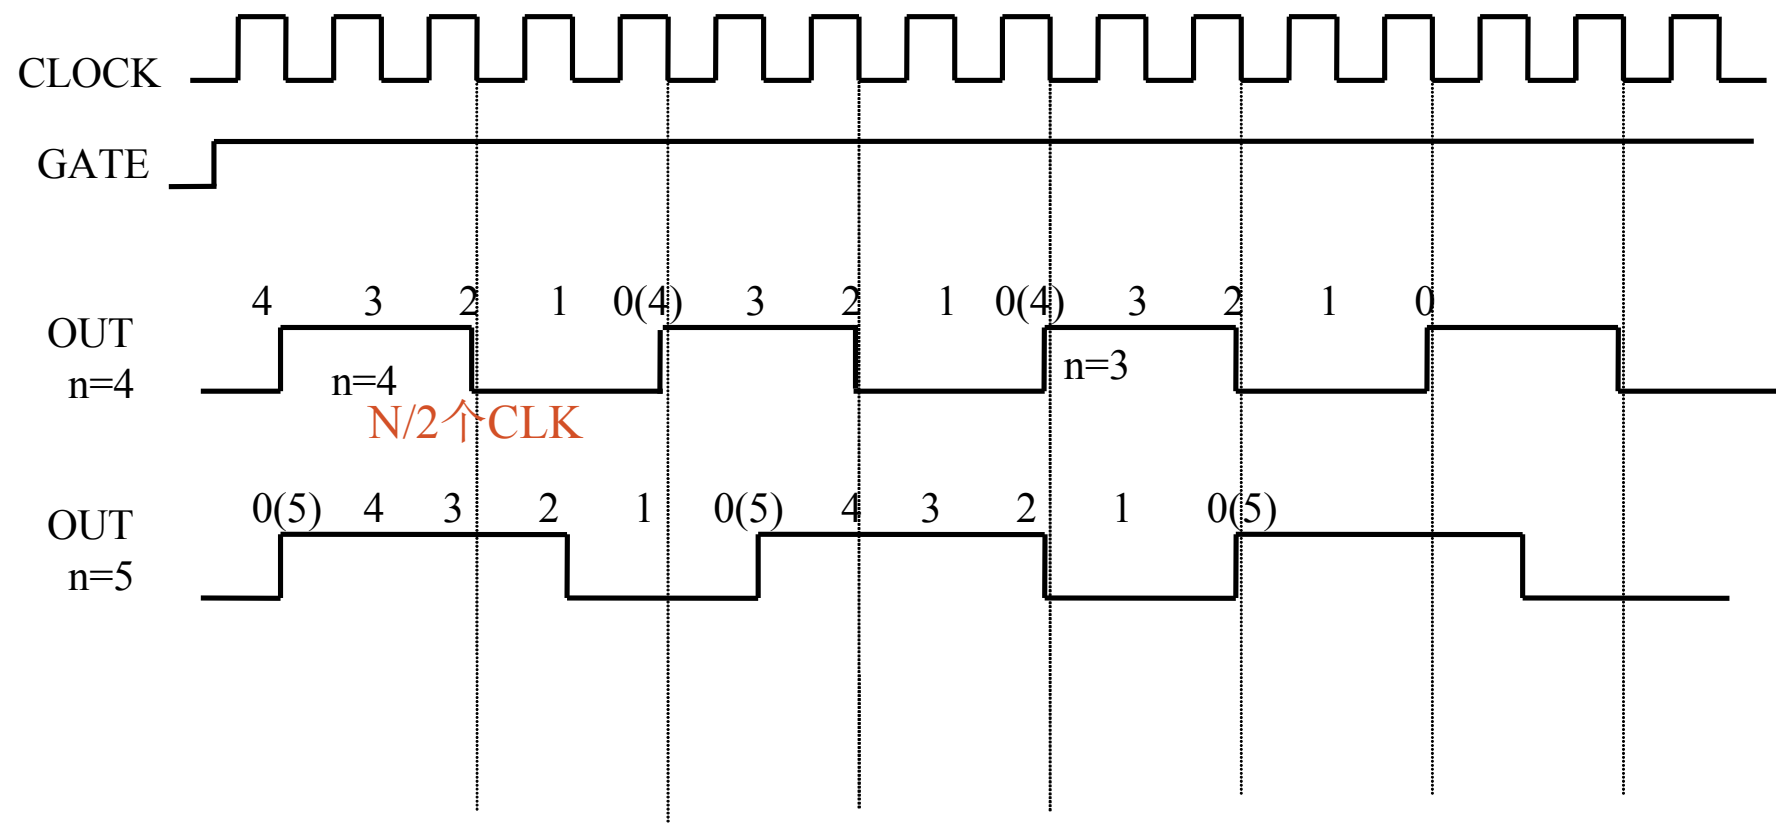 CLOCK
GATE
4 3 2 1 0(4) 3 2 1 0(4) 3 2 1 0
OUT
n=4
n=4
n=3
N/2个CLK
0(5) 4 3 2 1 0(5) 4 3 2 1 0(5)
OUT
n=5